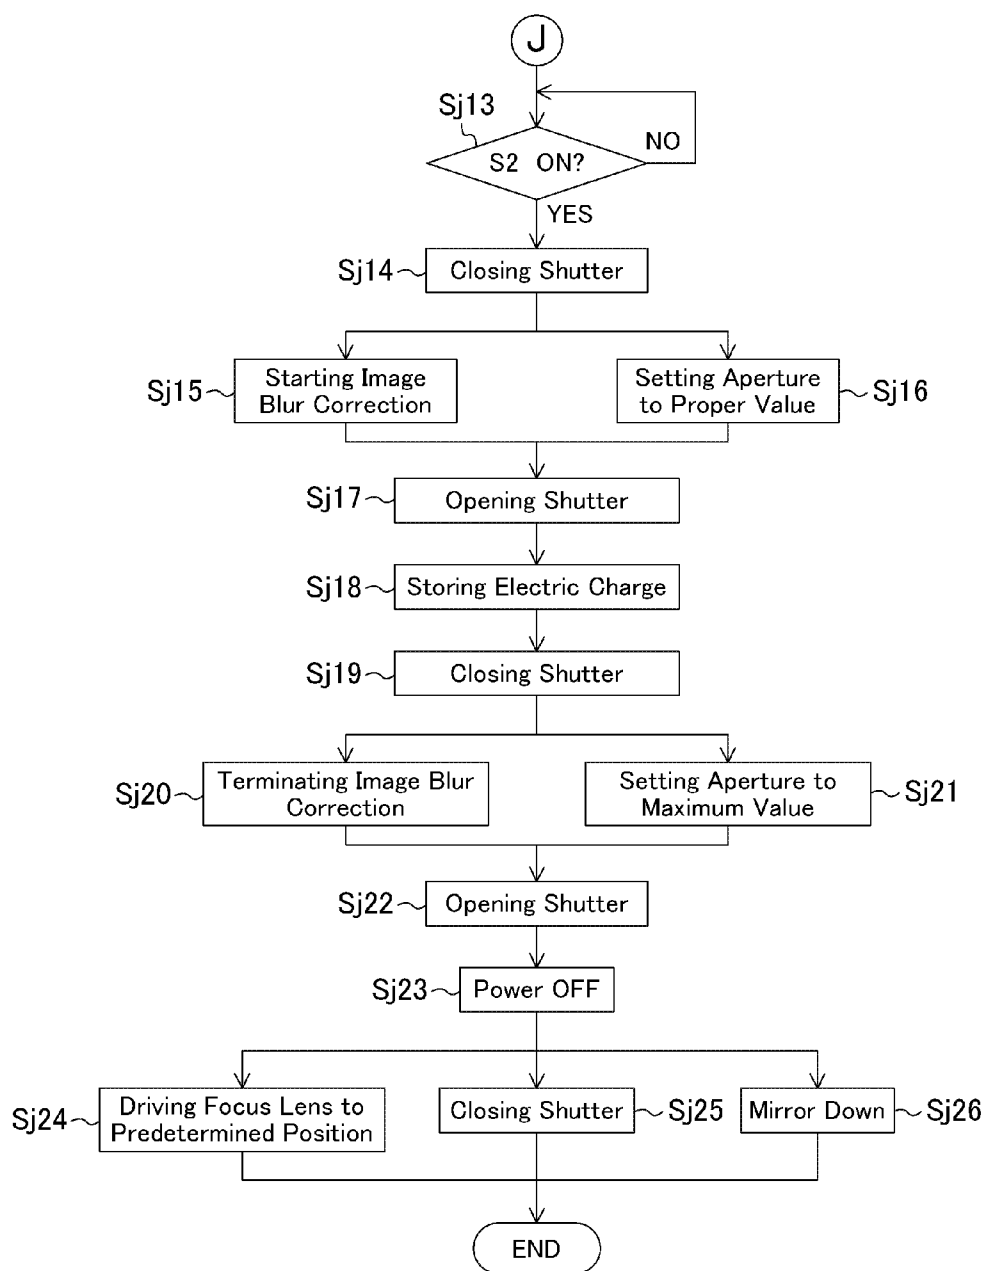 J
Sj13
S2 ON?
NO
YES
Sj14
Closing Shutter
Sj15
Starting Image
Blur Correction
Setting Aperture
to Proper Value
Sj16
Sj17
Opening Shutter
Sj18
Storing Electric Charge
Sj19
Closing Shutter
Sj20
Terminating Image Blur
Correction
Setting Aperture to
Maximum Value
Sj21
Sj22
Opening Shutter
Sj23
Power OFF
Sj24
Driving Focus Lens to
Predetermined Position
Closing Shutter
Sj25
Mirror Down
Sj26
END